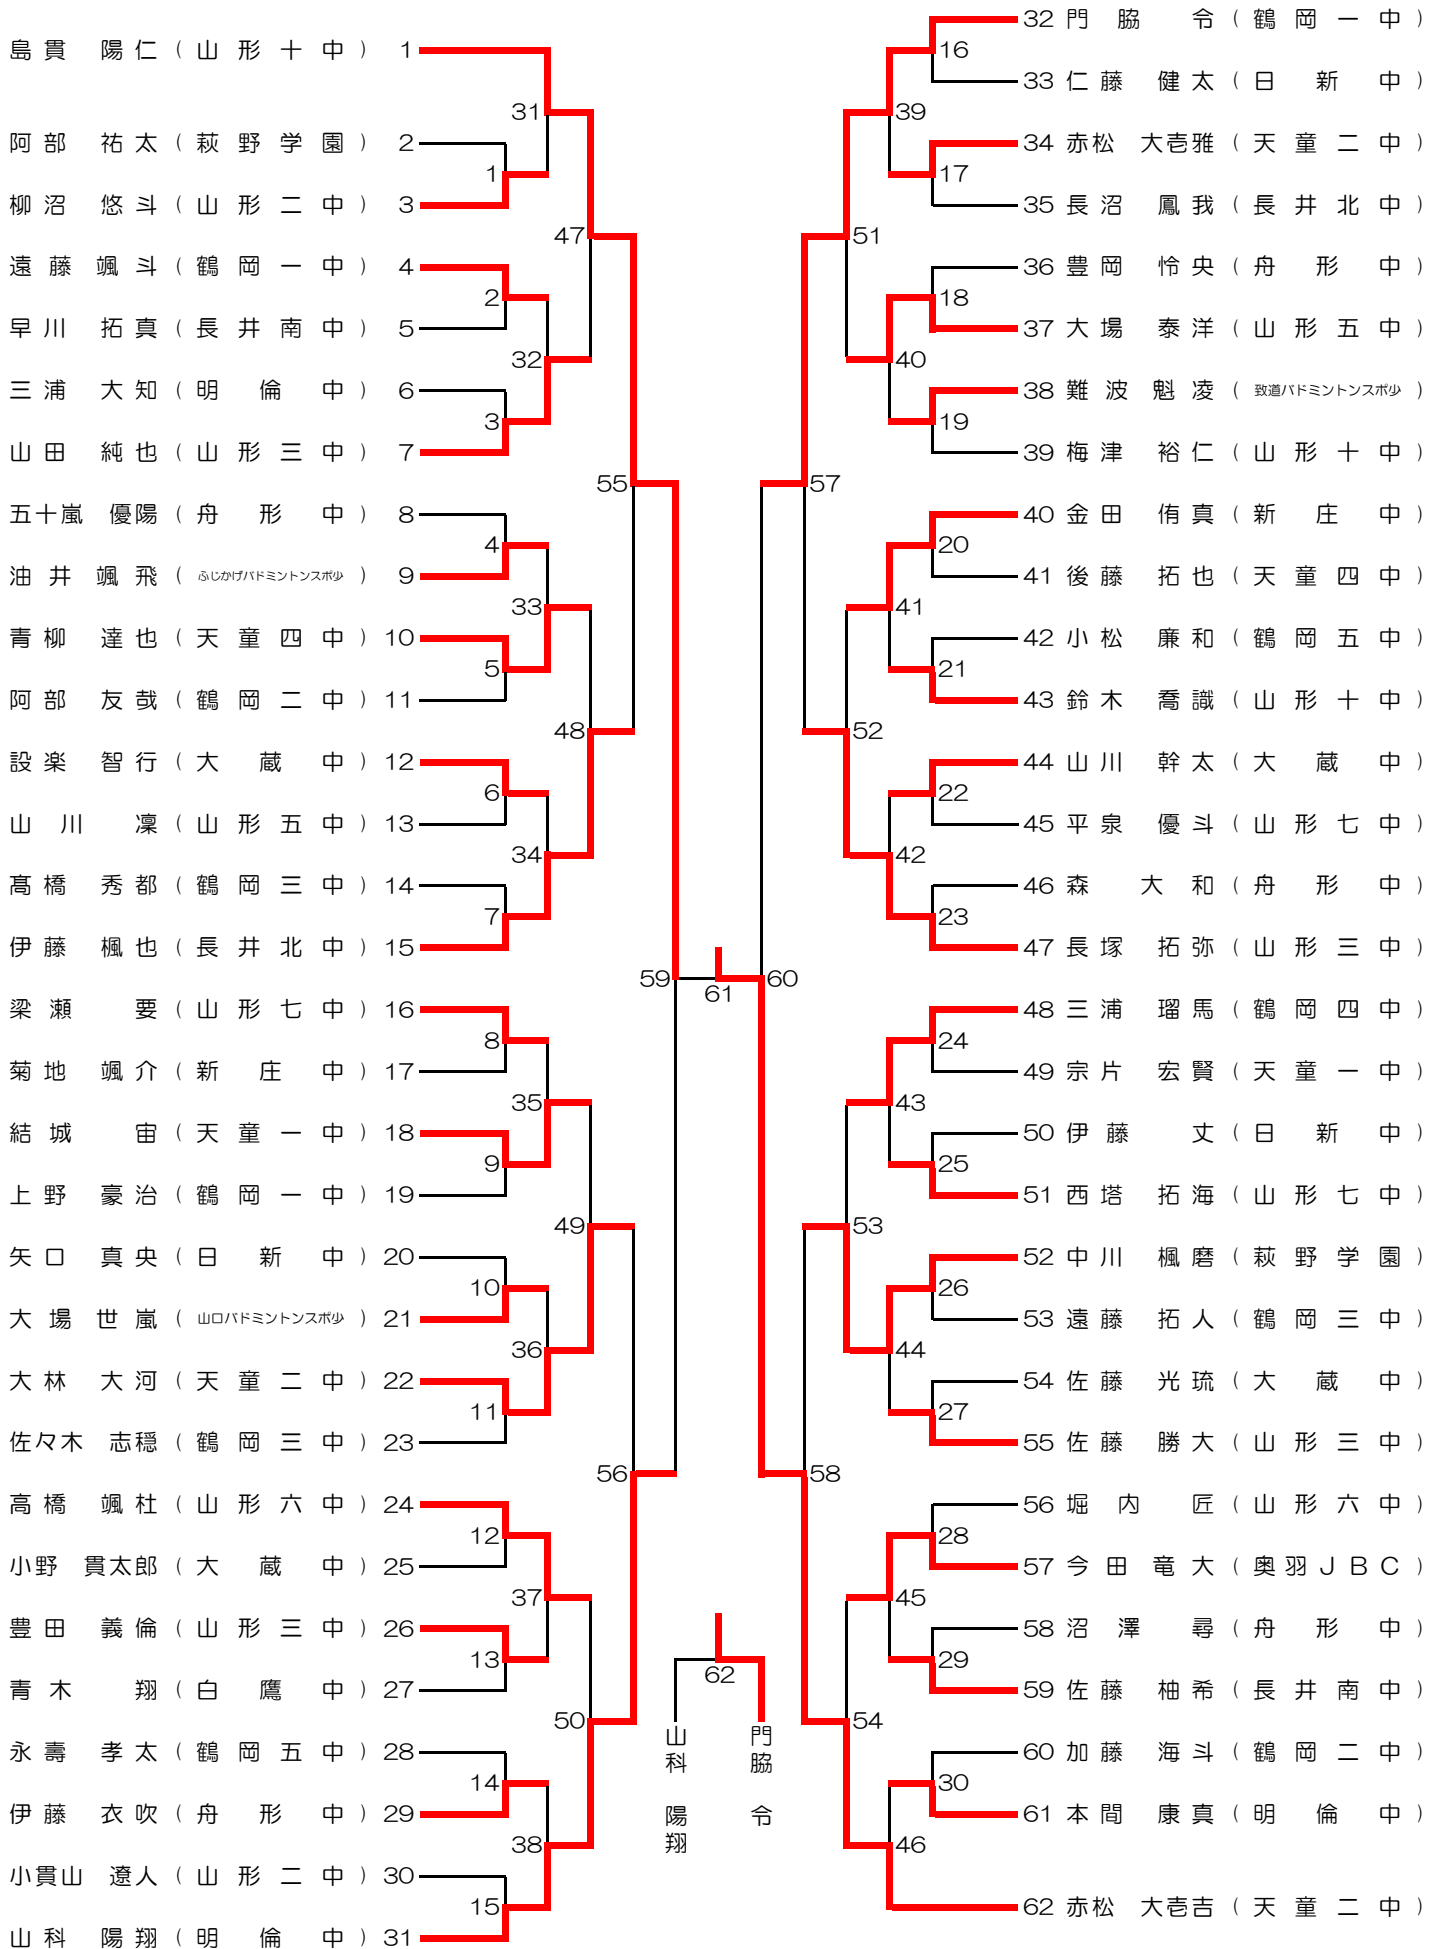 島貫 陽仁（山形十中） 1
阿部 祐太（萩野学園） 2
柳沼 悠斗（山形二中） 3
遠藤 颯斗（鶴岡一中） 4
早川 拓真（長井南中） 5
三浦 大知（明倫中） 6
山田 純也（山形三中） 7
五十嵐 優陽（舟形中） 8
油井 颯飛（ふじかげバドミントンスポ少） 9
青柳 達也（天童四中） 10
阿部 友哉（鶴岡二中） 11
設楽 智行（大蔵中） 12
山川 凜（山形五中） 13
髙橋 秀都（鶴岡三中） 14
伊藤 楓也（長井北中） 15
梁瀬 要（山形七中） 16
菊地 颯介（新庄中） 17
結城 宙（天童一中） 18
上野 豪治（鶴岡一中） 19
矢口 真央（日新中） 20
大場 世嵐（山口バドミントンスポ少） 21
大林 大河（天童二中） 22
佐々木 志穏（鶴岡三中） 23
高橋 颯杜（山形六中） 24
小野 貫太郎（大蔵中） 25
豊田 義倫（山形三中） 26
青木 翔（白鷹中） 27
永壽 孝太（鶴岡五中） 28
伊藤 衣吹（舟形中） 29
小貫山 遼人（山形二中） 30
山科 陽翔（明倫中） 31
1
2
3
4
5
6
7
8
9
10
11
12
13
14
15
31
32
33
34
35
36
37
38
47
48
49
50
55
56
59
61
60
62
山科 陽翔
門脇 令
57
58
51
52
53
54
39
40
41
42
43
44
45
46
16
17
18
19
20
21
22
23
24
25
26
27
28
29
30
32 門脇 令（鶴岡一中）
33 仁藤 健太（日新中）
34 赤松 大壱雅（天童二中）
35 長沼 鳳我（長井北中）
36 豊岡 怜央（舟形中）
37 大場 泰洋（山形五中）
38 難波 魁凌（致道バドミントンスポ少）
39 梅津 裕仁（山形十中）
40 金田 侑真（新庄中）
41 後藤 拓也（天童四中）
42 小松 廉和（鶴岡五中）
43 鈴木 喬識（山形十中）
44 山川 幹太（大蔵中）
45 平泉 優斗（山形七中）
46 森 大和（舟形中）
47 長塚 拓弥（山形三中）
48 三浦 瑠馬（鶴岡四中）
49 宗片 宏賢（天童一中）
50 伊藤 丈（日新中）
51 西塔 拓海（山形七中）
52 中川 楓磨（萩野学園）
53 遠藤 拓人（鶴岡三中）
54 佐藤 光琉（大蔵中）
55 佐藤 勝大（山形三中）
56 堀内 匠（山形六中）
57 今田 竜大（奥羽ＪＢＣ）
58 沼澤 尋（舟形中）
59 佐藤 柚希（長井南中）
60 加藤 海斗（鶴岡二中）
61 本間 康真（明倫中）
62 赤松 大壱吉（天童二中）